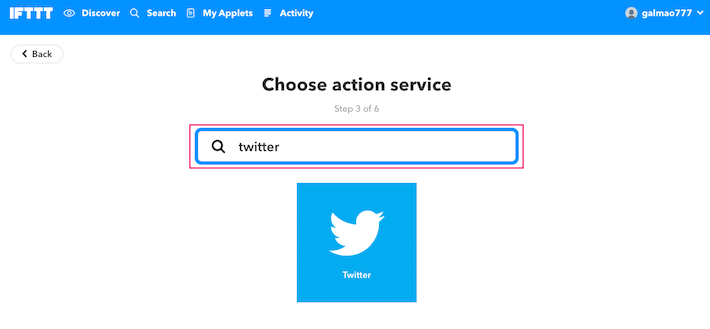 IFTTT Discover Search My Applets Activity galmao777
Back
Choose action service
Step 3 of 6
twitter
Twitter